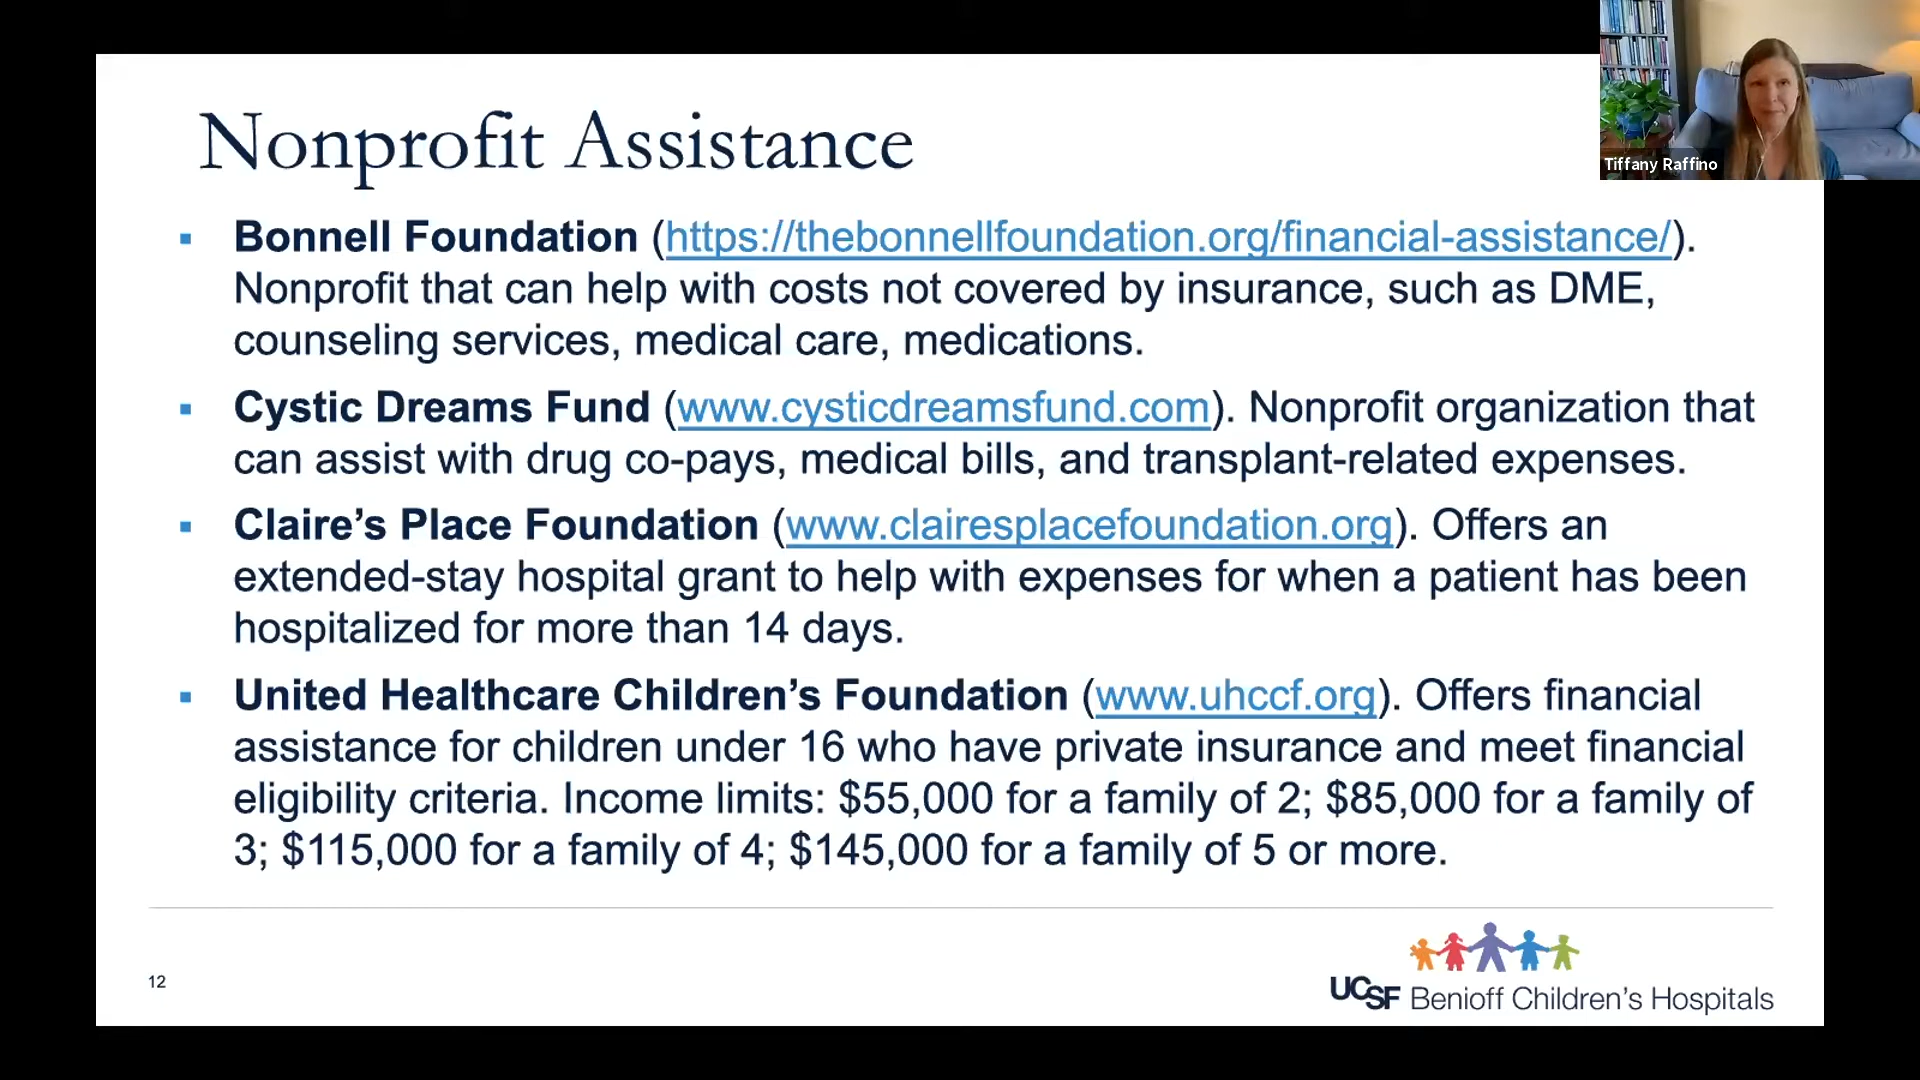 Tiffany Raffino
Nonprofit Assistance
▪ Bonnell Foundation (https://thebonnellfoundation.org/financial-assistance/).
Nonprofit that can help with costs not covered by insurance, such as DME,
counseling services, medical care, medications.
▪ Cystic Dreams Fund (www.cysticdreamsfund.com). Nonprofit organization that
can assist with drug co-pays, medical bills, and transplant-related expenses.
▪ Claire’s Place Foundation (www.clairesplacefoundation.org). Offers an
extended-stay hospital grant to help with expenses for when a patient has been
hospitalized for more than 14 days.
▪ United Healthcare Children’s Foundation (www.uhccf.org). Offers financial
assistance for children under 16 who have private insurance and meet financial
eligibility criteria. Income limits: $55,000 for a family of 2; $85,000 for a family of
3; $115,000 for a family of 4; $145,000 for a family of 5 or more.
12
UCSF Benioff Children’s Hospitals